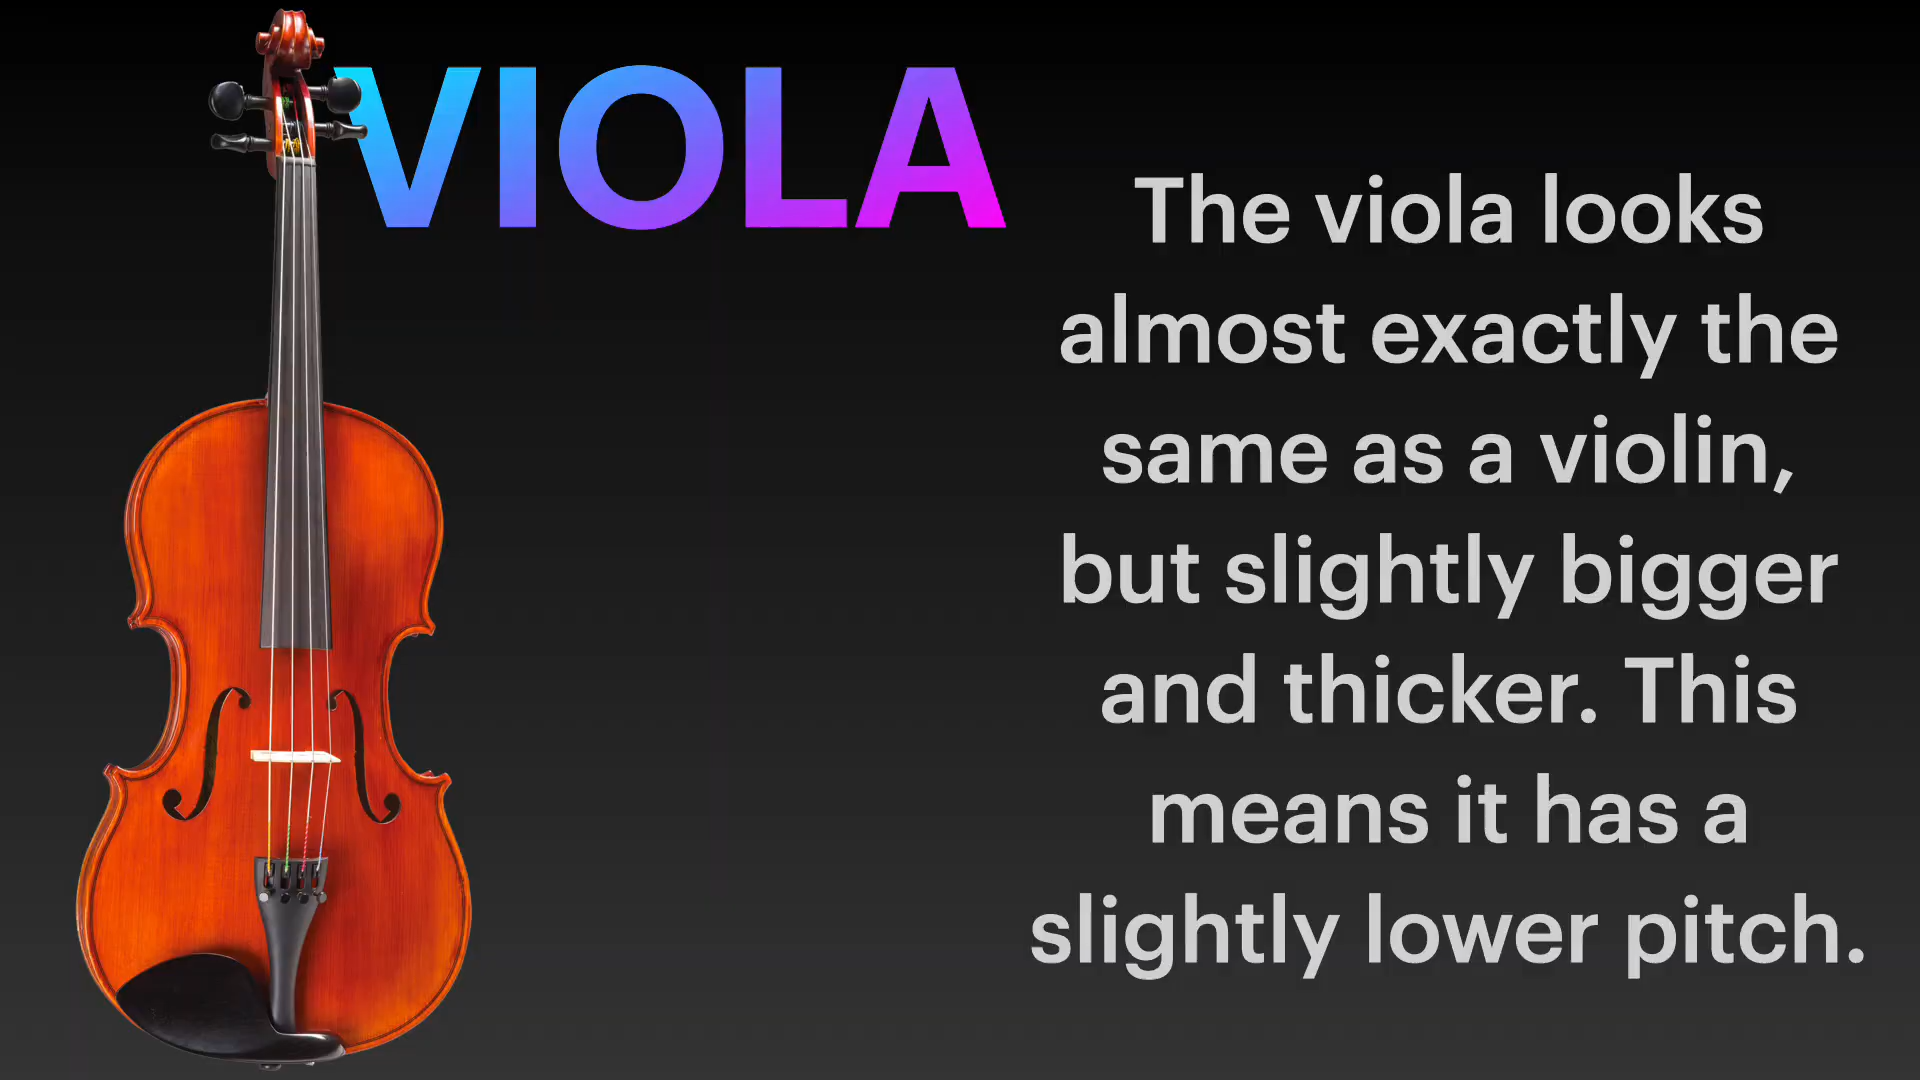 VIOLA
The viola looks
almost exactly the
same as a violin,
but slightly bigger
and thicker. This
means it has a
slightly lower pitch.